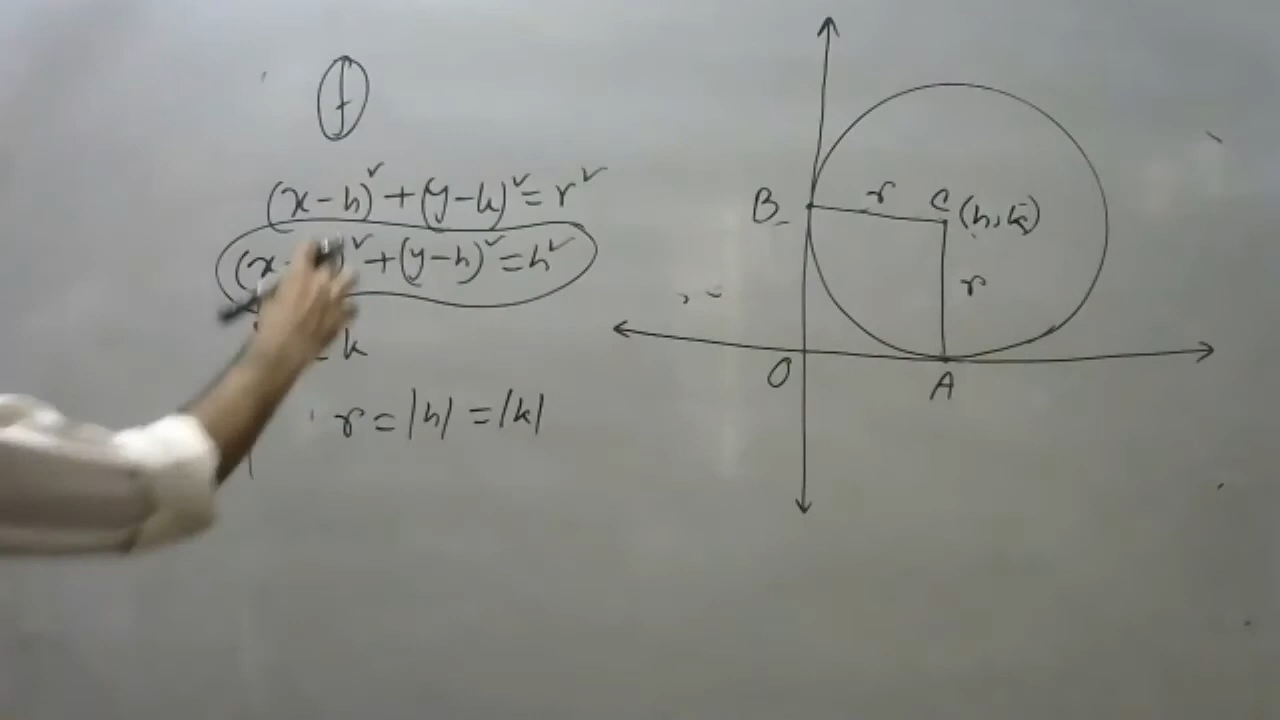 f
(x-h)²+(y-k)²=r²
(x- )²+(y-h)²=h²
= k
r=|h|=|k|
B
r
C (h,k)
r
O
A